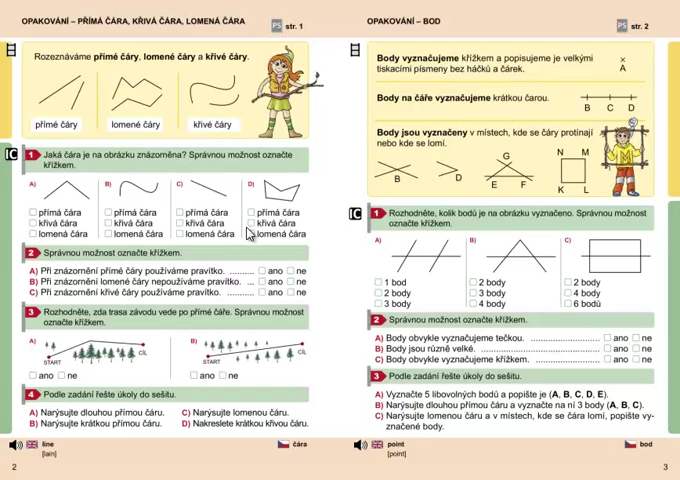 OPAKOVÁNÍ – PŘÍMÁ ČÁRA, KŘIVÁ ČÁRA, LOMENÁ ČÁRA
PS str. 1
Rozeznáváme přímé čáry, lomené čáry a křivé čáry.
přímé čáry lomené čáry křivé čáry
1 Jaká čára je na obrázku znázorněna? Správnou možnost označte
křížkem.
A) B) C) D)
přímá čára přímá čára přímá čára přímá čára
křivá čára křivá čára křivá čára křivá čára
lomená čára lomená čára lomená čára lomená čára
2 Správnou možnost označte křížkem.
A) Při znázornění přímé čáry používáme pravítko. .......... ano ne
B) Při znázornění lomené čáry nepoužíváme pravítko. ... ano ne
C) Při znázornění křivé čáry používáme pravítko. .......... ano ne
3 Rozhodněte, zda trasa závodu vede po přímé čáře. Správnou možnost
označte křížkem.
A) B)
START CÍL START CÍL
ano ne ano ne
4 Podle zadání řešte úkoly do sešitu.
A) Narýsujte dlouhou přímou čáru. C) Narýsujte lomenou čáru.
B) Narýsujte krátkou přímou čáru. D) Nakreslete krátkou křivou čáru.
line čára
[lain]
2
OPAKOVÁNÍ – BOD
PS str. 2
Body vyznačujeme křížkem a popisujeme je velkými
tiskacími písmeny bez háčků a čárek.
A
Body na čáře vyznačujeme krátkou čarou.
B C D
Body jsou vyznačeny v místech, kde se čáry protínají
nebo kde se lomí.
B D G E F N M K L
1 Rozhodněte, kolik bodů je na obrázku vyznačeno. Správnou možnost
označte křížkem.
A) B) C)
1 bod 2 body 2 body
2 body 3 body 4 body
3 body 4 body 6 bodů
2 Správnou možnost označte křížkem.
A) Body obvykle vyznačujeme tečkou. .......................... ano ne
B) Body jsou různě velké. .......................... ano ne
C) Body obvykle vyznačujeme křížkem. .......................... ano ne
3 Podle zadání řešte úkoly do sešitu.
A) Vyznačte 5 libovolných bodů a popište je (A, B, C, D, E).
B) Narýsujte dlouhou přímou čáru a vyznačte na ní 3 body (A, B, C).
C) Narýsujte lomenou čáru a v místech, kde se čára lomí, popište vy-
značené body.
point bod
[point]
3